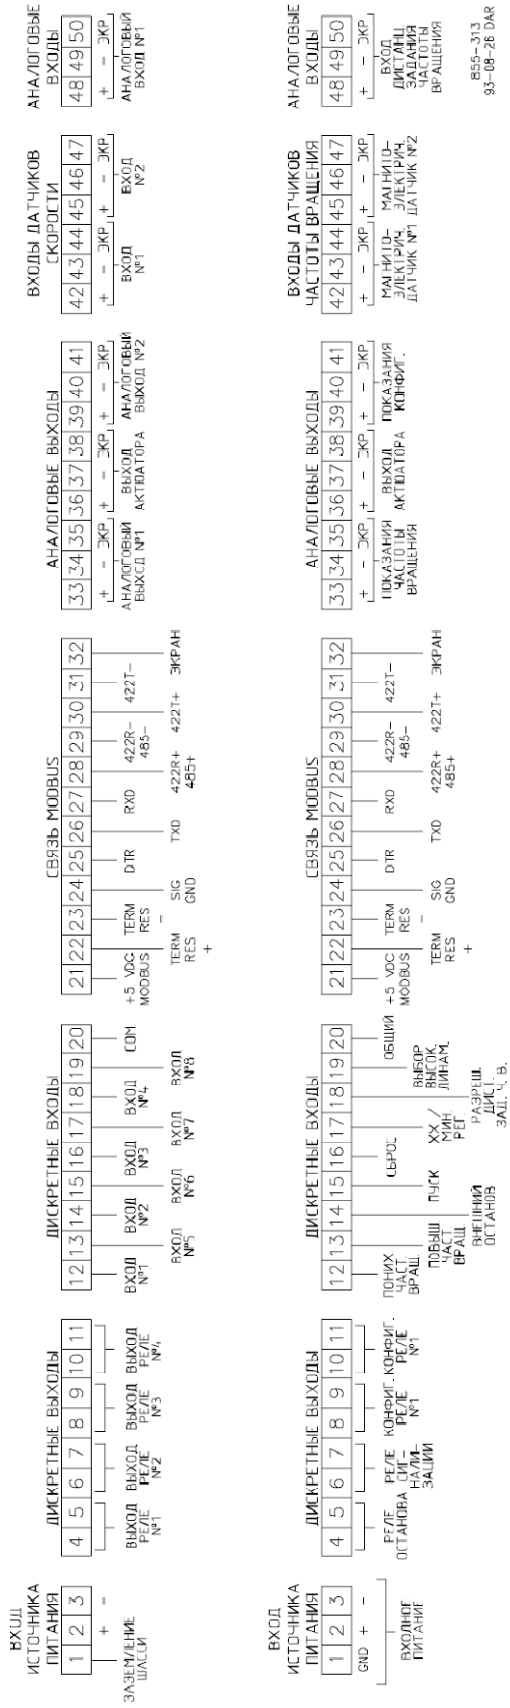 ВХОД
ИСТОЧНИКА
ПИТАНИЯ
1 2 3
+ -
ЗАЗЕМЛЕНИЕ
ШАССИ
ДИСКРЕТНЫЕ ВЫХОДЫ
4 5 6 7 8 9 10 11
ВЫХОД
РЕЛЕ
№1
ВЫХОД
РЕЛЕ
№2
ВЫХОД
РЕЛЕ
№3
ВЫХОД
РЕЛЕ
№4
ДИСКРЕТНЫЕ ВХОДЫ
12 13 14 15 16 17 18 19 20
ВХОД
№1
ВХОД
№5
ВХОД
№2
ВХОД
№6
ВХОД
№3
ВХОД
№7
ВХОД
№4
ВХОД
№8
COM
СВЯЗЬ MODBUS
21 22 23 24 25 26 27 28 29 30 31 32
+5 VDC
MODBUS
TERM
RES
+
TERM
RES
-
SIG
GND
DTR
TXD
RXD
422R+
485+
422R-
485-
422T+
422T-
ЭКРАН
АНАЛОГОВЫЕ ВЫХОДЫ
33 34 35 36 37 38 39 40 41
+ - ЭКР + - ЭКР + - ЭКР
АНАЛОГОВЫЙ
ВЫХОД №1
ВЫХОД
АКТЮАТОРА
АНАЛОГОВЫЙ
ВЫХОД №2
ВХОДЫ ДАТЧИКОВ
СКОРОСТИ
42 43 44 45 46 47
+ - ЭКР + - ЭКР
ВХОД
№1
ВХОД
№2
АНАЛОГОВЫЕ
ВХОДЫ
48 49 50
+ - ЭКР
АНАЛОГОВЫЙ
ВХОД №1
ВХОД
ИСТОЧНИКА
ПИТАНИЯ
1 2 3
GND + -
ВХОДНОЕ
ПИТАНИЕ
ДИСКРЕТНЫЕ ВЫХОДЫ
4 5 6 7 8 9 10 11
РЕЛЕ
ОСТАНОВА
РЕЛЕ
СИГ-
НАЛИ-
ЗАЦИИ
КОНФИГ.
РЕЛЕ
№1
КОНФИГ.
РЕЛЕ
№1
ДИСКРЕТНЫЕ ВХОДЫ
12 13 14 15 16 17 18 19 20
ПОНИХ.
ЧАСТ.
ВРАЩ.
ПОВЫШ
ЧАСТ.
ВРАЩ.
ВНЕШНИЙ
ОСТАНОВ
ПУСК
СБРОС
ХХ /
МИН.
РЕГ.
РАЗРЕШ.
ДИСТ.
ЗАД. Ч. В.
ВЫБОР
ВЫСОК.
ДИНАМ.
ОБЩИЙ
СВЯЗЬ MODBUS
21 22 23 24 25 26 27 28 29 30 31 32
+5 VDC
MODBUS
TERM
RES
+
TERM
RES
-
SIG
GND
DTR
TXD
RXD
422R+
485+
422R-
485-
422T+
422T-
ЭКРАН
АНАЛОГОВЫЕ ВЫХОДЫ
33 34 35 36 37 38 39 40 41
+ - ЭКР + - ЭКР + - ЭКР
ПОКАЗАНИЯ
ЧАСТОТЫ
ВРАЩЕНИЯ
ВЫХОД
АКТЮАТОРА
ПОКАЗАНИЯ
КОНФИГ.
ВХОДЫ ДАТЧИКОВ
ЧАСТОТЫ ВРАЩЕНИЯ
42 43 44 45 46 47
+ - ЭКР + - ЭКР
МАГНИТО-
ЭЛЕКТРИЧ.
ДАТЧИК №1
МАГНИТО-
ЭЛЕКТРИЧ.
ДАТЧИК №2
АНАЛОГОВЫЕ
ВХОДЫ
48 49 50
+ - ЭКР
ВХОД
ДИСТАНЦ.
ЗАДАНИЯ
ЧАСТОТЫ
ВРАЩЕНИЯ
855-313
93-08-26 DAR